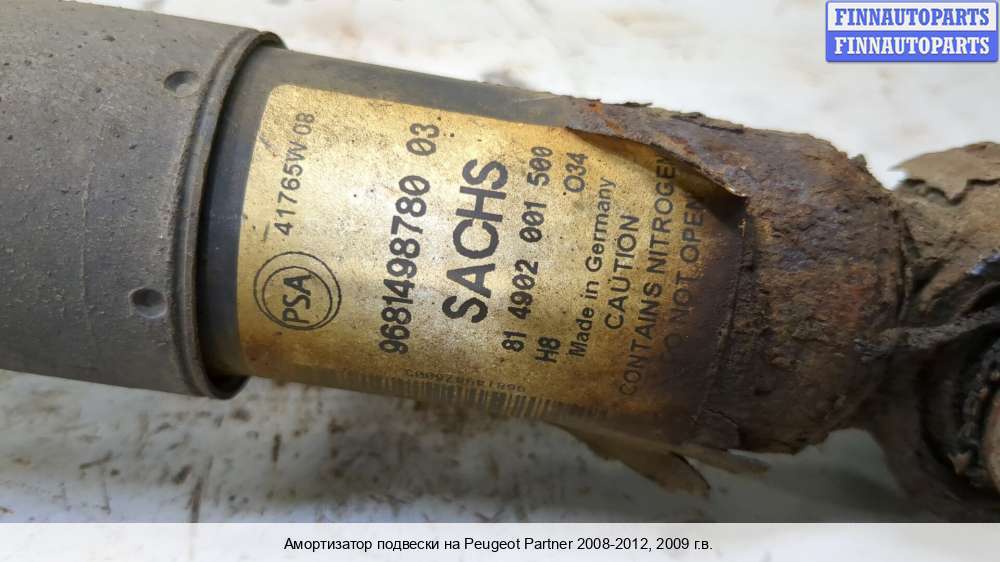 FINNAUTOPARTS
FINNAUTOPARTS
41765W 08
PSA
9681498780 03
SACHS
81 4902 001 500
H8 O34
Made in Germany
CAUTION
CONTAINS NITROGEN
DO NOT OPEN
Амортизатор подвески на Peugeot Partner 2008-2012, 2009 г.в.